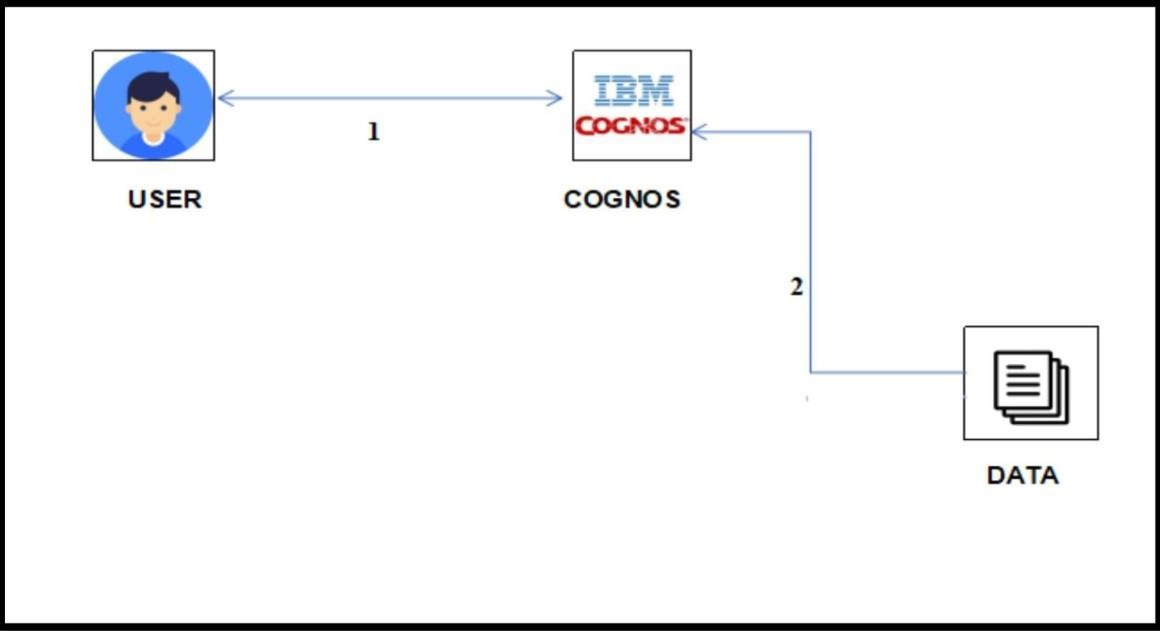 IBM
COGNOS
1
USER
COGNOS
2
DATA